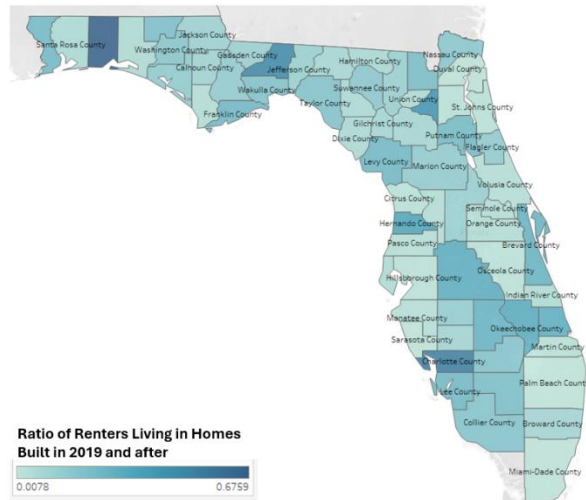 Jackson County
Santa Rosa County
Washington County
Gadsden County
Hamilton County
Nassau County
Calhoun County
Jefferson County
Duval County
Wakulla County
Suwannee County
Union County
St. Johns County
Taylor County
Franklin County
Gilchrist County
Dixie County
Putnam County
Flagler County
Levy County
Marion County
Volusia County
Citrus County
Seminole County
Hernando County
Orange County
Pasco County
Brevard County
Osceola County
Hillsborough County
Indian River County
Manatee County
Okeechobee County
Sarasota County
Martin County
Charlotte County
Palm Beach County
Lee County
Collier County
Broward County
Miami-Dade County
Ratio of Renters Living in Homes
Built in 2019 and after
0.0078 0.6759